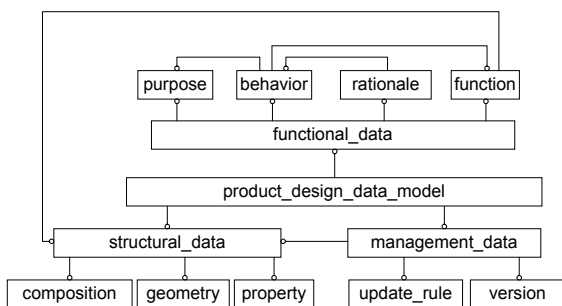 purpose behavior rationale function
functional_data
product_design_data_model
structural_data management_data
composition geometry property update_rule version